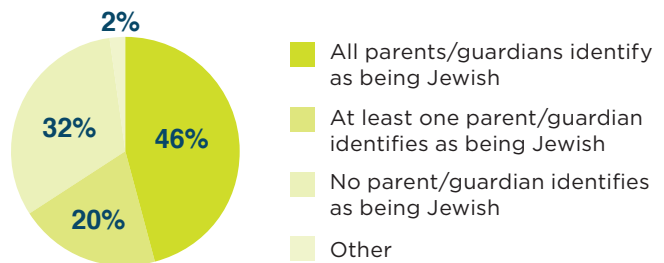 2%
32%
46%
20%
All parents/guardians identify
as being Jewish
At least one parent/guardian
identifies as being Jewish
No parent/guardian identifies
as being Jewish
Other